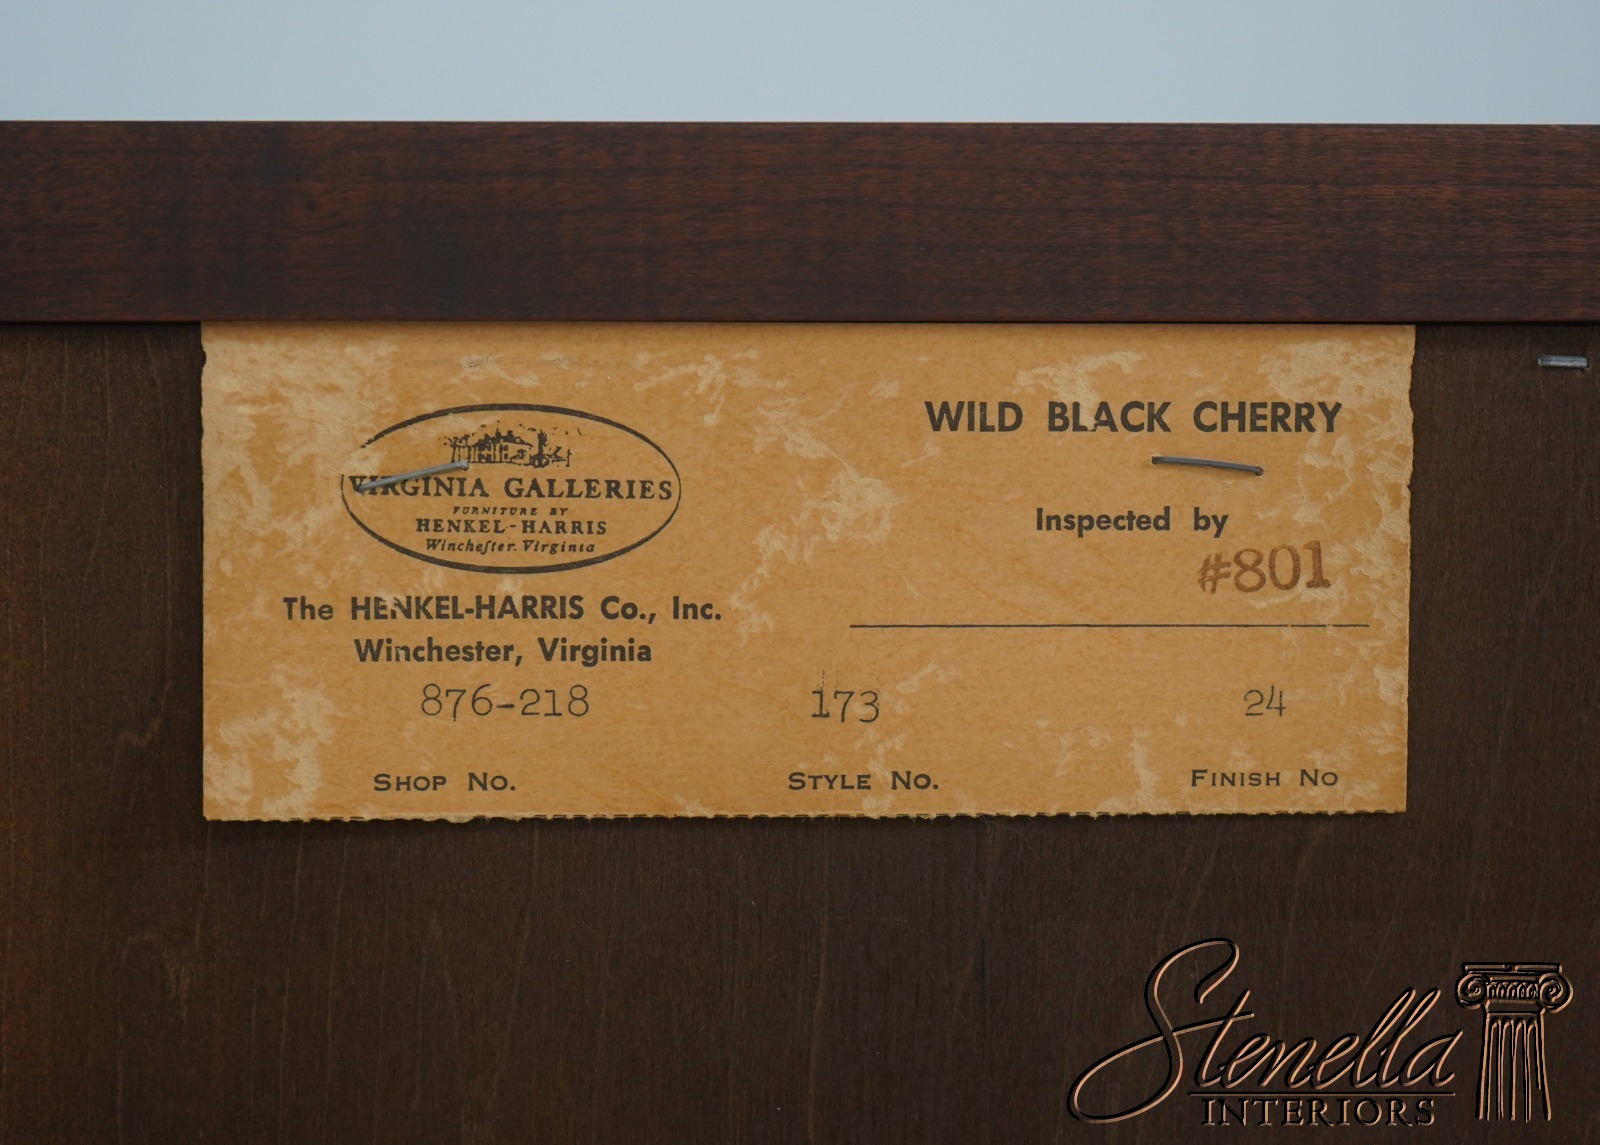 VIRGINIA GALLERIES
FURNITURE BY
HENKEL-HARRIS
Winchester, Virginia
The HENKEL-HARRIS Co., Inc.
Winchester, Virginia
WILD BLACK CHERRY
Inspected by
#801
876-218 173 24
SHOP NO. STYLE NO. FINISH NO
Stenella
INTERIORS